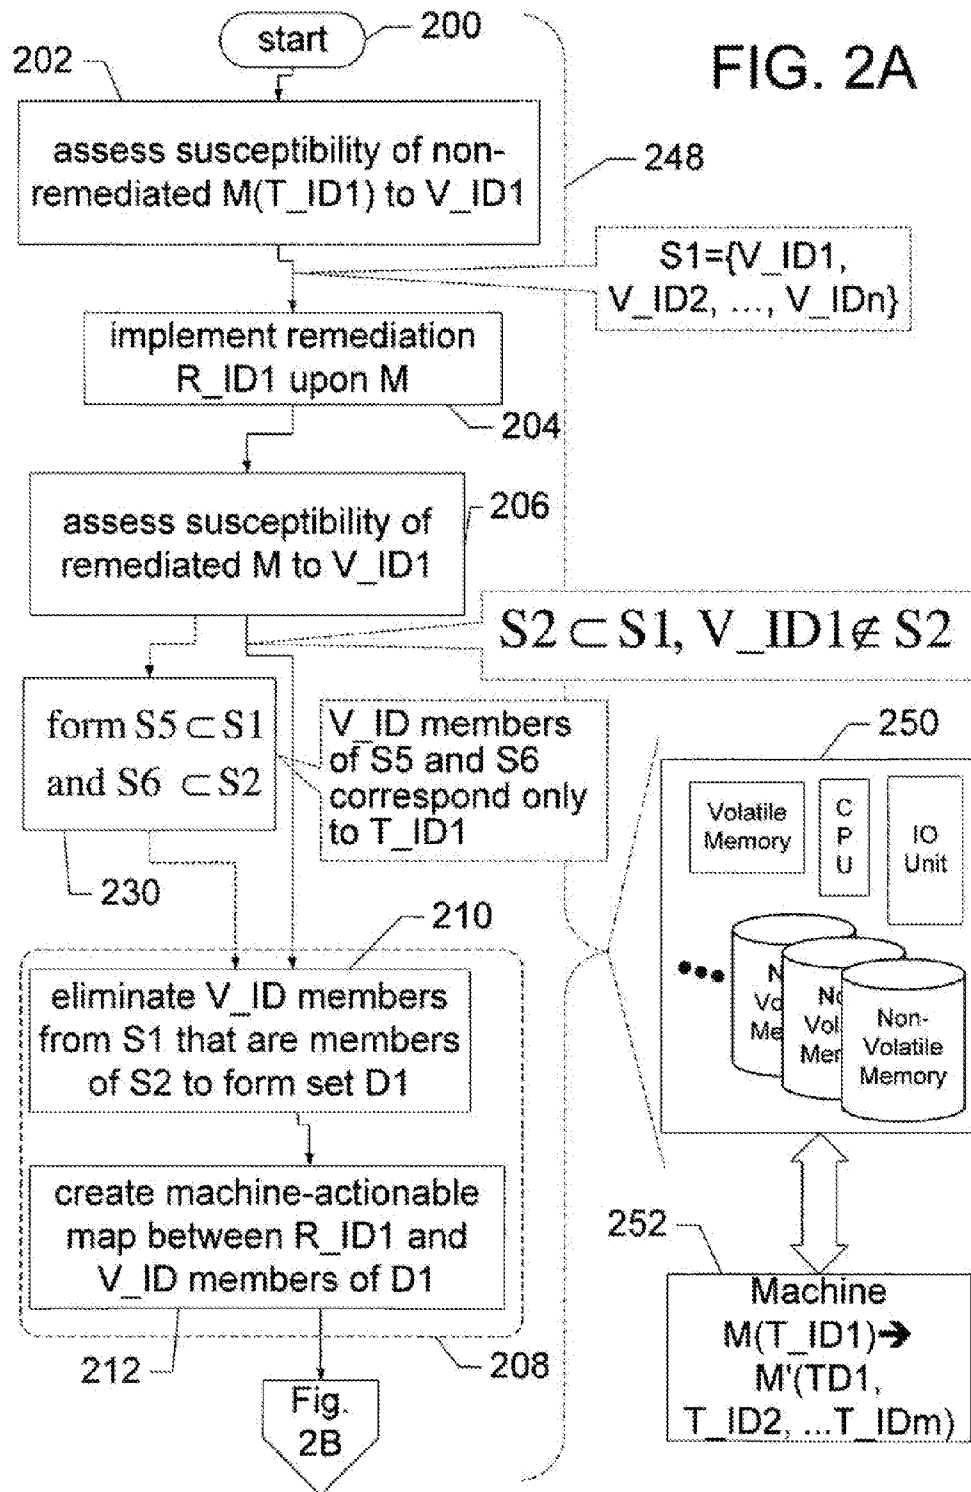 start
200
FIG. 2A
202
assess susceptibility of non-
remediated M(T_ID1) to V_ID1
248
S1={V_ID1,
V_ID2, ..., V_IDn}
implement remediation
R_ID1 upon M
204
assess susceptibility of
remediated M to V_ID1
206
S2 ⊂ S1, V_ID1∉ S2
form S5 ⊂ S1
and S6 ⊂ S2
V_ID members
of S5 and S6
correspond only
to T_ID1
230
250
Volatile
Memory
C
P
U
IO
Unit
210
eliminate V_ID members
from S1 that are members
of S2 to form set D1
•••
N
Vo
Me
No
Vol
Mem
Non-
Volatile
Memory
create machine-actionable
map between R_ID1 and
V_ID members of D1
212
208
252
Machine
M(T_ID1)➔
M'(TD1,
T_ID2, ...T_IDm)
Fig.
2B